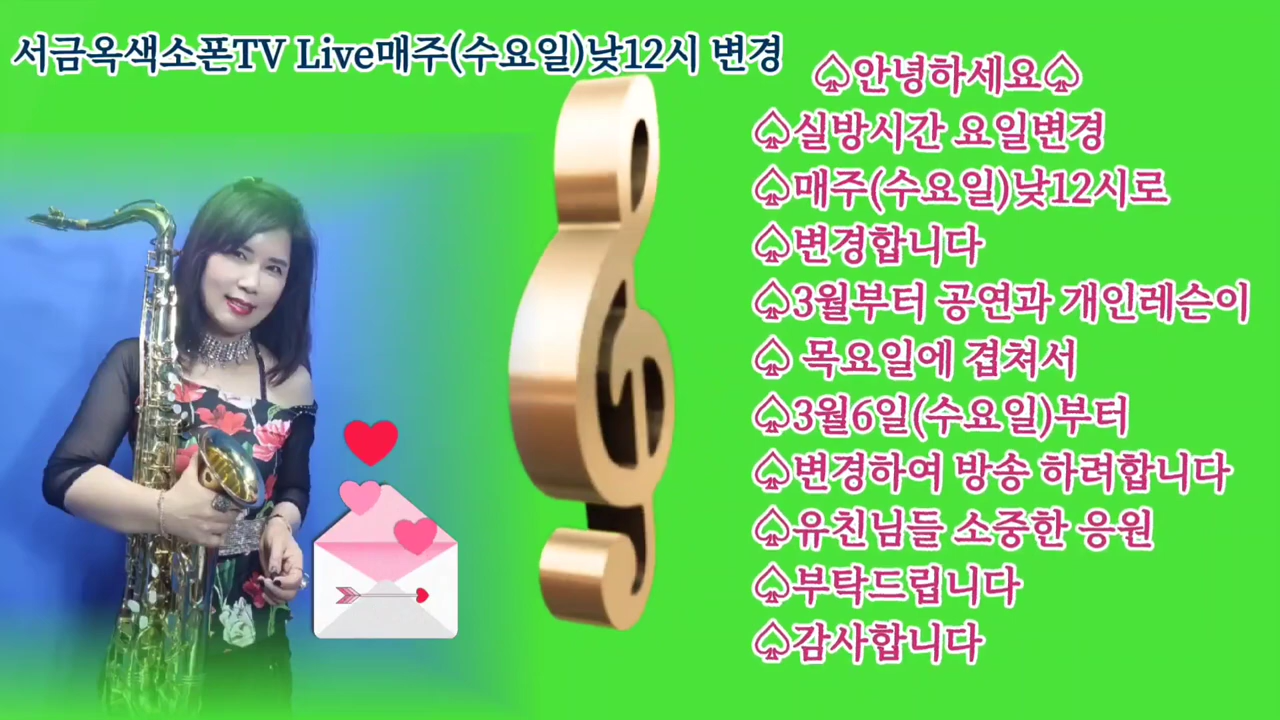 서금옥색소폰TV Live매주(수요일)낮12시 변경
♤안녕하세요♤
♤실방시간 요일변경
♤매주(수요일)낮12시로
♤변경합니다
♤3월부터 공연과 개인레슨이
♤ 목요일에 겹쳐서
♤3월6일(수요일)부터
♤변경하여 방송 하려합니다
♤유친님들 소중한 응원
♤부탁드립니다
♤감사합니다